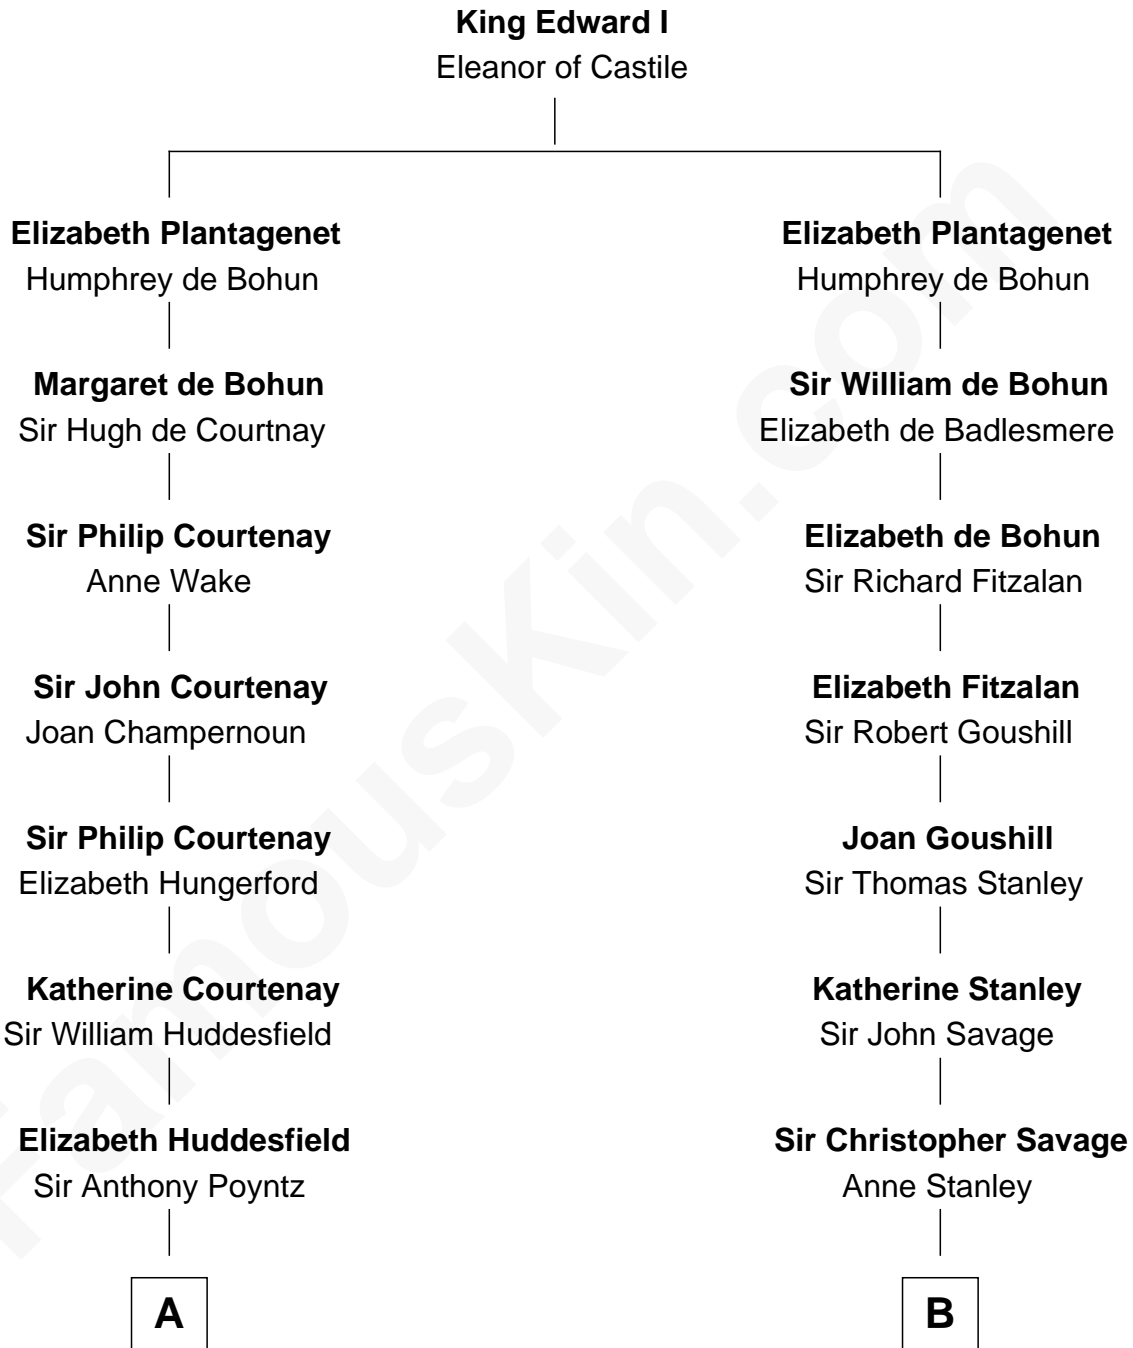 King Edward I
Eleanor of Castile
Elizabeth Plantagenet
Humphrey de Bohun
Margaret de Bohun
Sir Hugh de Courtnay
Sir Philip Courtenay
Anne Wake
Sir John Courtenay
Joan Champernoun
Sir Philip Courtenay
Elizabeth Hungerford
Katherine Courtenay
Sir William Huddesfield
Elizabeth Huddesfield
Sir Anthony Poyntz
A
Elizabeth Plantagenet
Humphrey de Bohun
Sir William de Bohun
Elizabeth de Badlesmere
Elizabeth de Bohun
Sir Richard Fitzalan
Elizabeth Fitzalan
Sir Robert Goushill
Joan Goushill
Sir Thomas Stanley
Katherine Stanley
Sir John Savage
Sir Christopher Savage
Anne Stanley
B
FamousKin.com